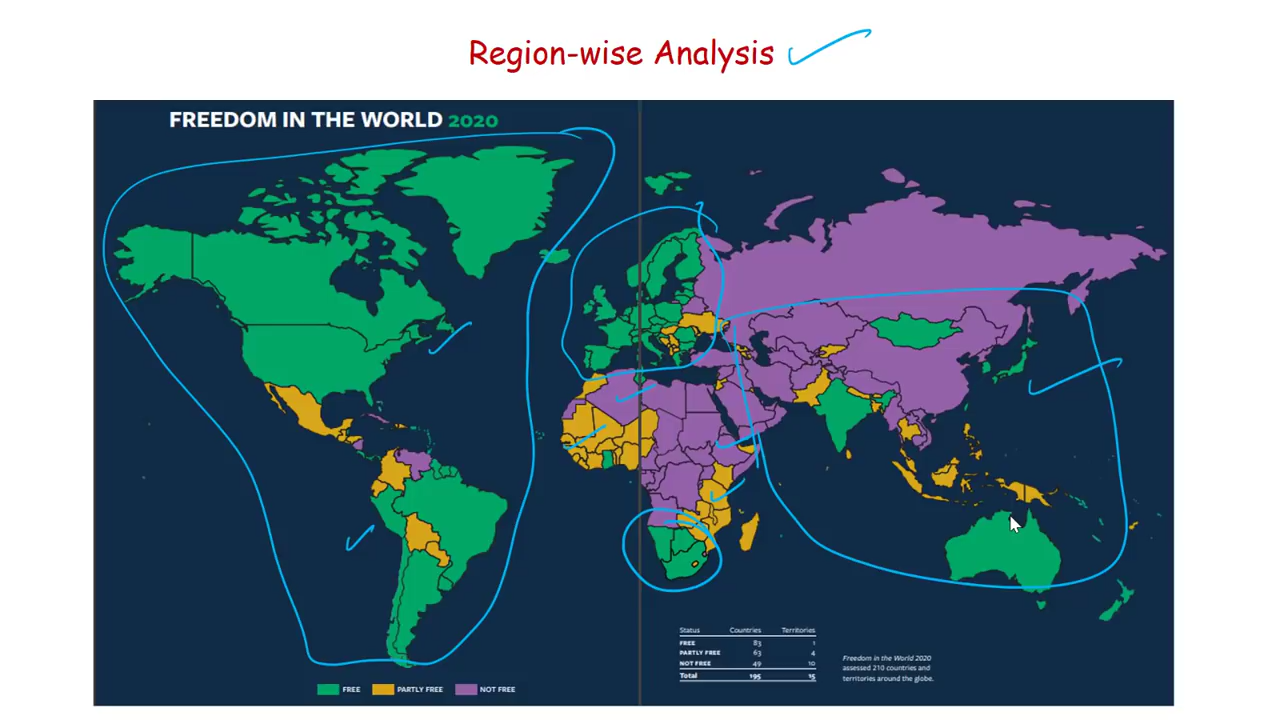 Region-wise Analysis
FREEDOM IN THE WORLD 2020
Status Countries Territories
FREE 83 1
PARTLY FREE 63 4
NOT FREE 49 10
Total 195 15
Freedom in the World 2020
assessed 210 countries and
territories around the globe.
FREE PARTLY FREE NOT FREE